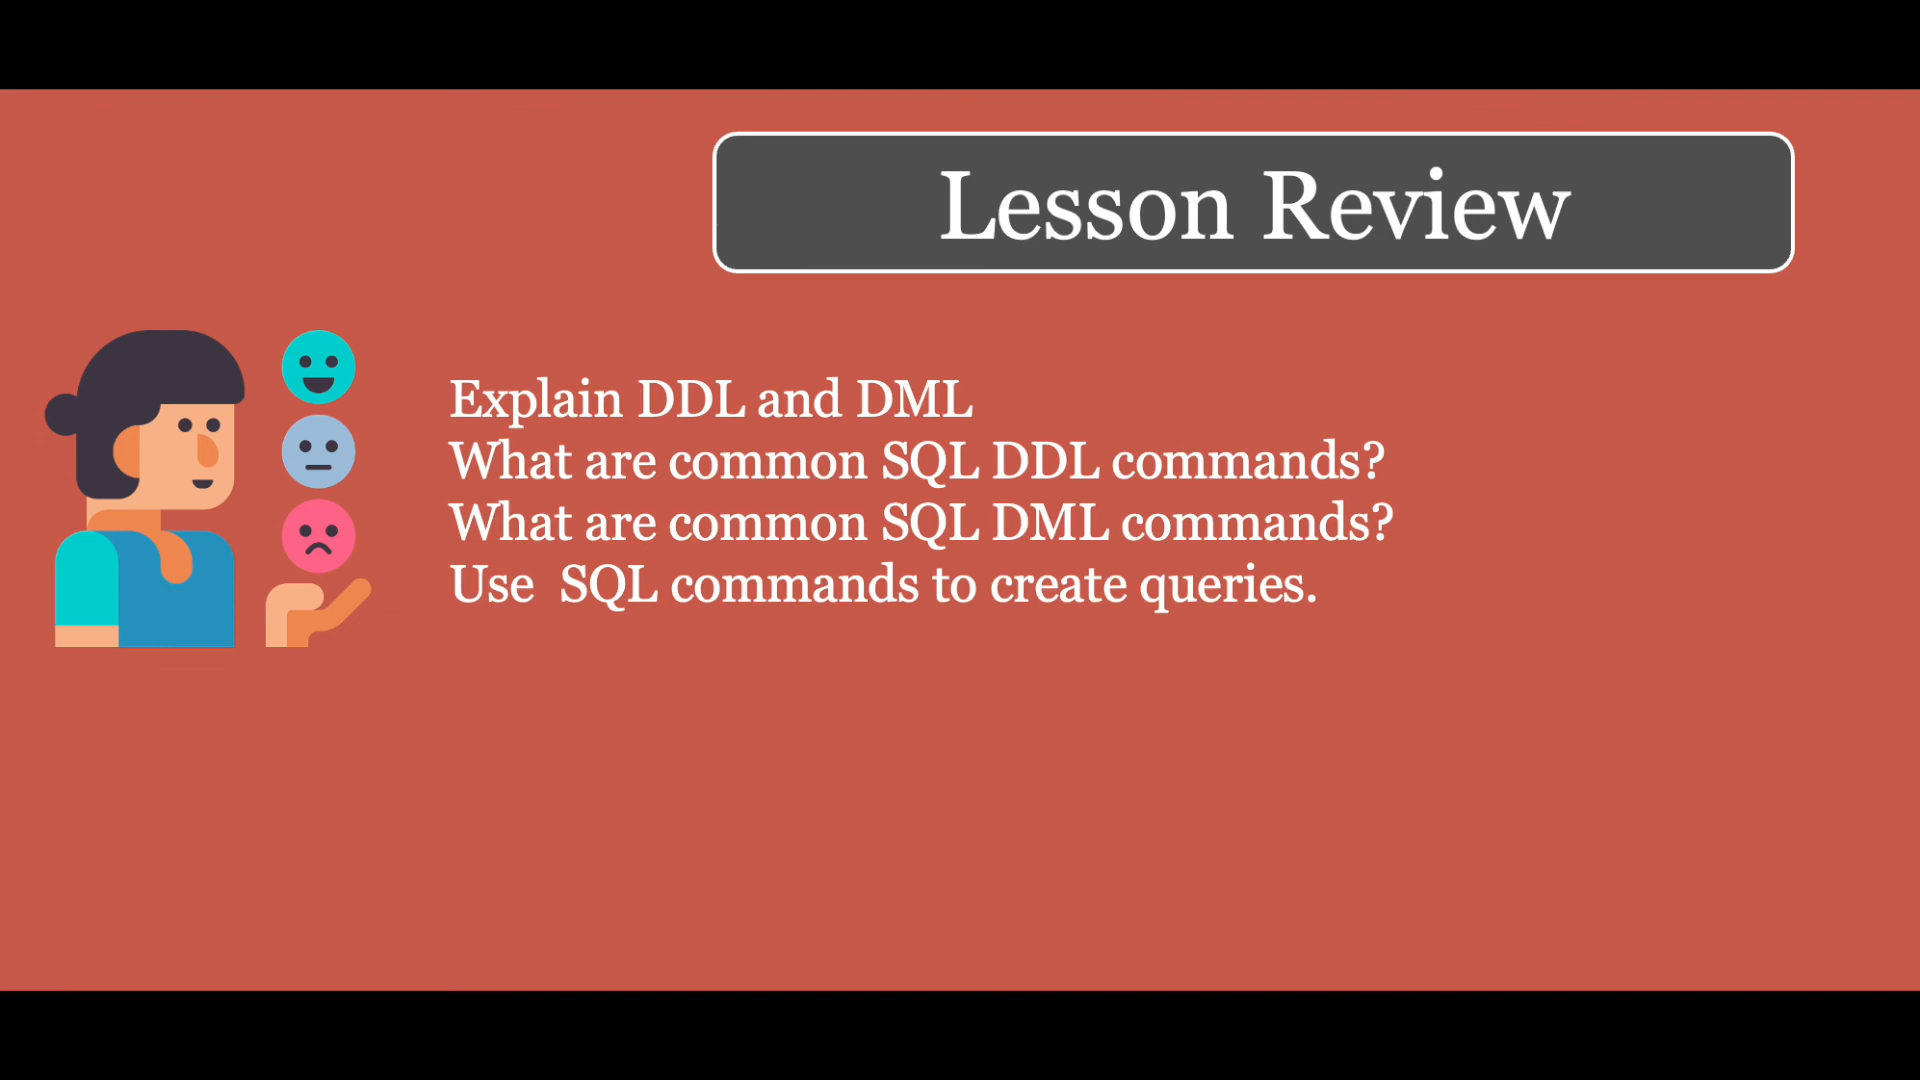 Lesson Review
Explain DDL and DML
What are common SQL DDL commands?
What are common SQL DML commands?
Use  SQL commands to create queries.